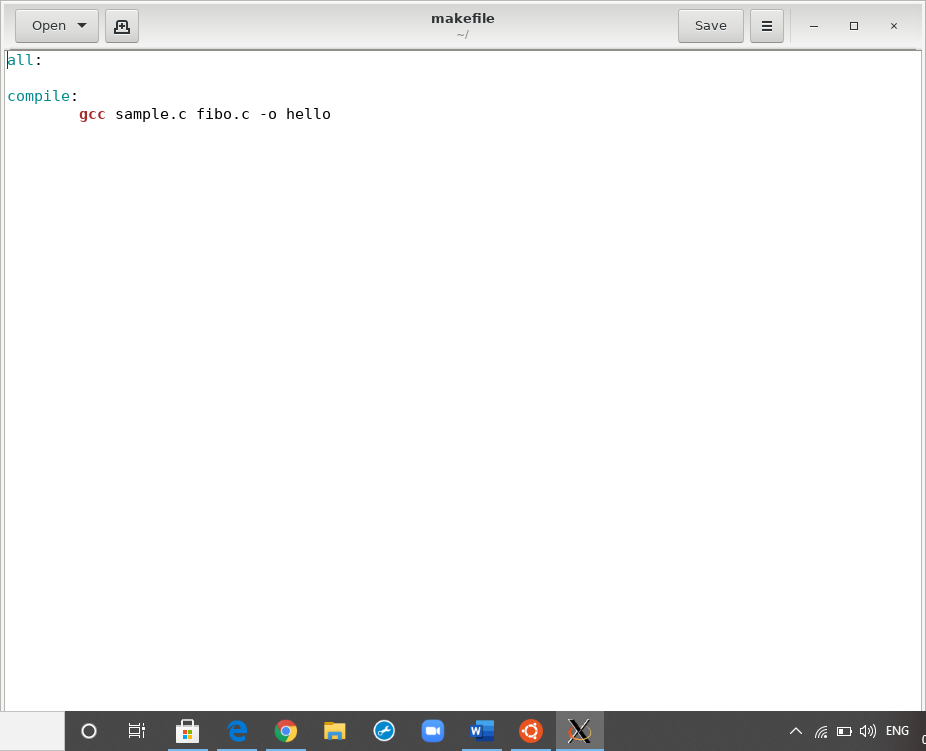 Open
makefile
~/
Save
all:
compile:
gcc sample.c fibo.c -o hello
ENG